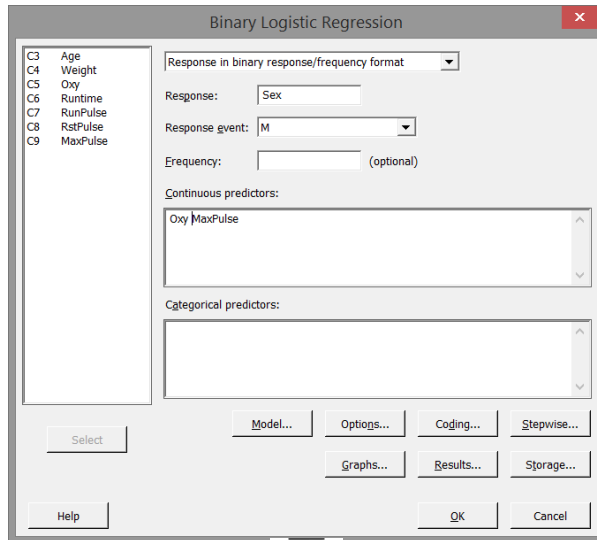 Binary Logistic Regression
x
C3 Age
C4 Weight
C5 Oxy
C6 Runtime
C7 RunPulse
C8 RstPulse
C9 MaxPulse
Response in binary response/frequency format
Response: Sex
Response event: M
Frequency: (optional)
Continuous predictors:
Oxy MaxPulse
Categorical predictors:
Model... Options... Coding... Stepwise...
Select
Graphs... Results... Storage...
Help OK Cancel